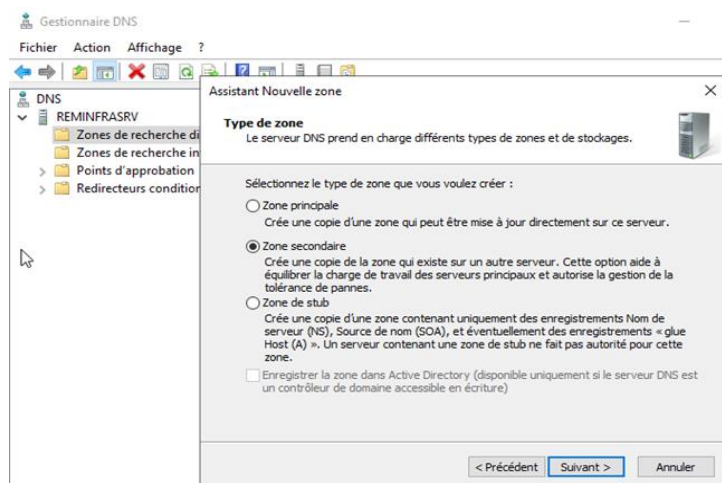 Gestionnaire DNS
Fichier Action Affichage ?
DNS
REMINFRASRV
Zones de recherche di
Zones de recherche in
Points d'approbation
Redirecteurs condition
Assistant Nouvelle zone
Type de zone
Le serveur DNS prend en charge différents types de zones et de stockages.
Sélectionnez le type de zone que vous voulez créer :
Zone principale
Crée une copie d'une zone qui peut être mise à jour directement sur ce serveur.
Zone secondaire
Crée une copie de la zone qui existe sur un autre serveur. Cette option aide à
équilibrer la charge de travail des serveurs principaux et autorise la gestion de la
tolérance de pannes.
Zone de stub
Crée une copie d'une zone contenant uniquement des enregistrements Nom de
serveur (NS), Source de nom (SOA), et éventuellement des enregistrements « glue
Host (A) ». Un serveur contenant une zone de stub ne fait pas autorité pour cette
zone.
Enregistrer la zone dans Active Directory (disponible uniquement si le serveur DNS est
un contrôleur de domaine accessible en écriture)
< Précédent Suivant > Annuler